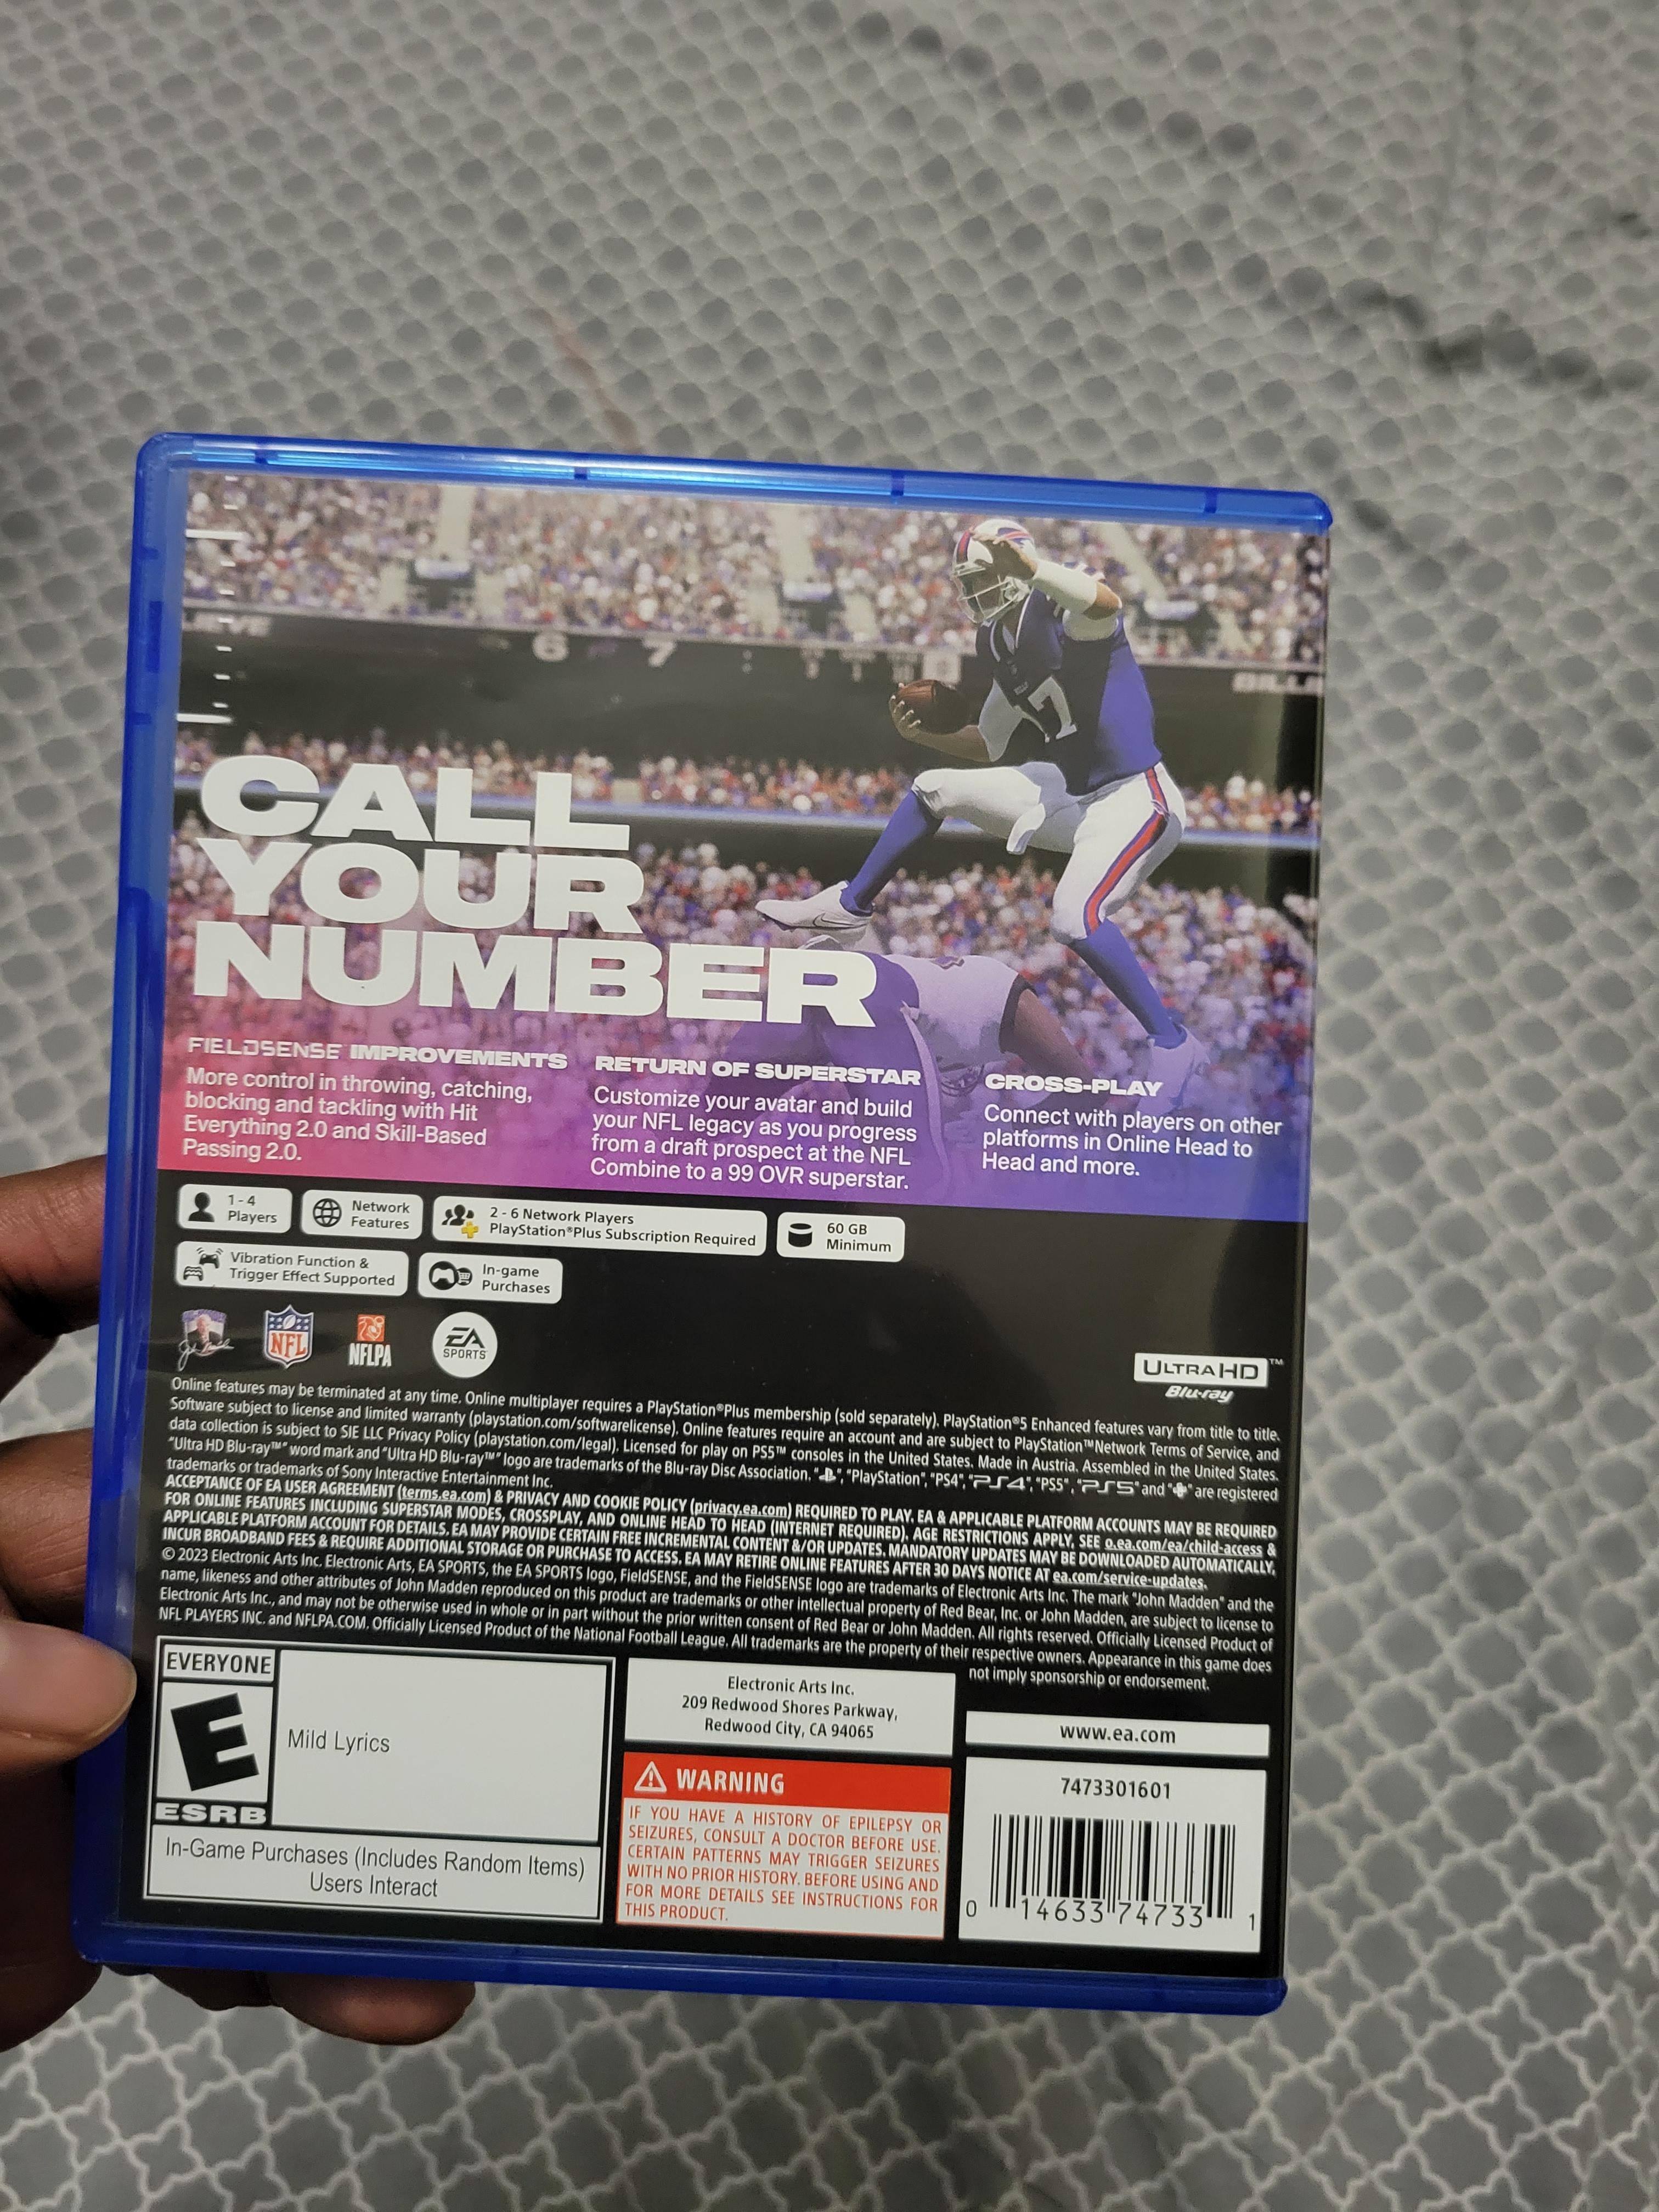 6 7 8
BILLS
17
CALL
YOUR
NUMBER
FIELDSENSE IMPROVEMENTS
More control in throwing, catching,
blocking and tackling with Hit
Everything 2.0 and Skill-Based
Passing 2.0.
RETURN OF SUPERSTAR
Customize your avatar and build
your NFL legacy as you progress
from a draft prospect at the NFL
Combine to a 99 OVR superstar.
CROSS-PLAY
Connect with players on other
platforms in Online Head to
Head and more.
1 - 4
Players
Network
Features
2 - 6 Network Players
PlayStation®Plus Subscription Required
60 GB
Minimum
Vibration Function &
Trigger Effect Supported
In-game
Purchases
NFL
NFLPA
EA
SPORTS
ULTRA HD™
Blu-ray
Online features may be terminated at any time. Online multiplayer requires a PlayStation®Plus membership (sold separately). PlayStation®5 Enhanced features vary from title to title.
Software subject to license and limited warranty (playstation.com/softwarelicense). Online features require an account and are subject to PlayStation™Network Terms of Service, and
data collection is subject to SIE LLC Privacy Policy (playstation.com/legal). Licensed for play on PS5™ consoles in the United States. Made in Austria. Assembled in the United States.
"Ultra HD Blu-ray™" word mark and "Ultra HD Blu-ray™" logo are trademarks of the Blu-ray Disc Association. "", "PlayStation", "PS4", "PS4", "PS5", "PS5" and "" are registered
trademarks or trademarks of Sony Interactive Entertainment Inc.
ACCEPTANCE OF EA USER AGREEMENT (terms.ea.com) & PRIVACY AND COOKIE POLICY (privacy.ea.com) REQUIRED TO PLAY. EA & APPLICABLE PLATFORM ACCOUNTS MAY BE REQUIRED
FOR ONLINE FEATURES INCLUDING SUPERSTAR MODES, CROSSPLAY, AND ONLINE HEAD TO HEAD (INTERNET REQUIRED). AGE RESTRICTIONS APPLY, SEE o.ea.com/ea/child-access &
APPLICABLE PLATFORM ACCOUNT FOR DETAILS. EA MAY PROVIDE CERTAIN FREE INCREMENTAL CONTENT &/OR UPDATES. MANDATORY UPDATES MAY BE DOWNLOADED AUTOMATICALLY,
INCUR BROADBAND FEES & REQUIRE ADDITIONAL STORAGE OR PURCHASE TO ACCESS. EA MAY RETIRE ONLINE FEATURES AFTER 30 DAYS NOTICE AT ea.com/service-updates.
© 2023 Electronic Arts Inc. Electronic Arts, EA SPORTS, the EA SPORTS logo, FieldSENSE, and the FieldSENSE logo are trademarks of Electronic Arts Inc. The mark "John Madden" and the
name, likeness and other attributes of John Madden reproduced on this product are trademarks or other intellectual property of Red Bear, Inc. or John Madden, are subject to license to
Electronic Arts Inc., and may not be otherwise used in whole or in part without the prior written consent of Red Bear or John Madden. All rights reserved. Officially Licensed Product of
NFL PLAYERS INC. and NFLPA.COM. Officially Licensed Product of the National Football League. All trademarks are the property of their respective owners. Appearance in this game does
not imply sponsorship or endorsement.
EVERYONE
E
ESRB
Mild Lyrics
In-Game Purchases (Includes Random Items)
Users Interact
Electronic Arts Inc.
209 Redwood Shores Parkway,
Redwood City, CA 94065
WARNING
IF YOU HAVE A HISTORY OF EPILEPSY OR
SEIZURES, CONSULT A DOCTOR BEFORE USE.
CERTAIN PATTERNS MAY TRIGGER SEIZURES
WITH NO PRIOR HISTORY. BEFORE USING AND
FOR MORE DETAILS SEE INSTRUCTIONS FOR
THIS PRODUCT.
www.ea.com
7473301601
0 14633 74733 1